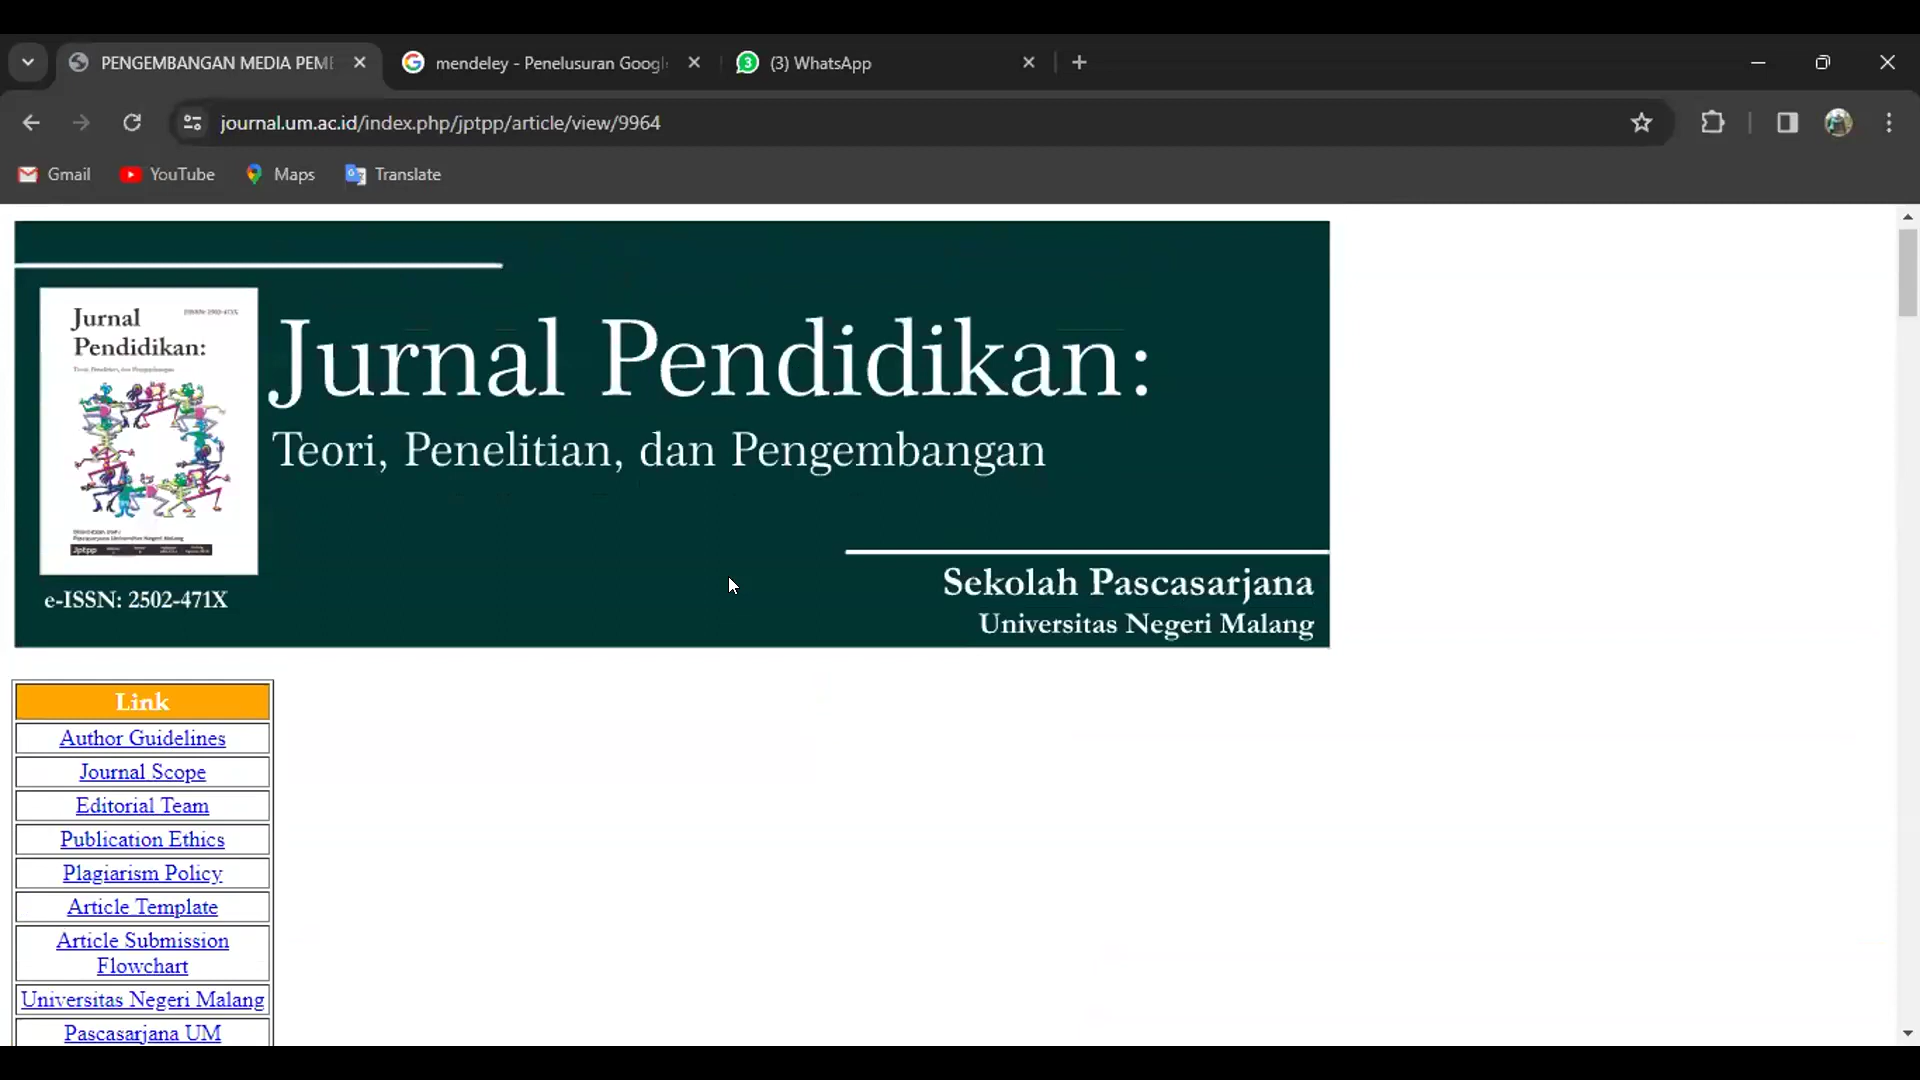 PENGEMBANGAN MEDIA PEM
mendeley - Penelusuran Googl
3
(3) WhatsApp
journal.um.ac.id/index.php/jptpp/article/view/9964
Gmail
YouTube
Maps
Translate
Jurnal
Pendidikan:
Jurnal Pendidikan:
Teori, Penelitian, dan Pengembangan
e-ISSN: 2502-471X
Sekolah Pascasarjana
Universitas Negeri Malang
Link
Author Guidelines
Journal Scope
Editorial Team
Publication Ethics
Plagiarism Policy
Article Template
Article Submission
Flowchart
Universitas Negeri Malang
Pascasarjana UM